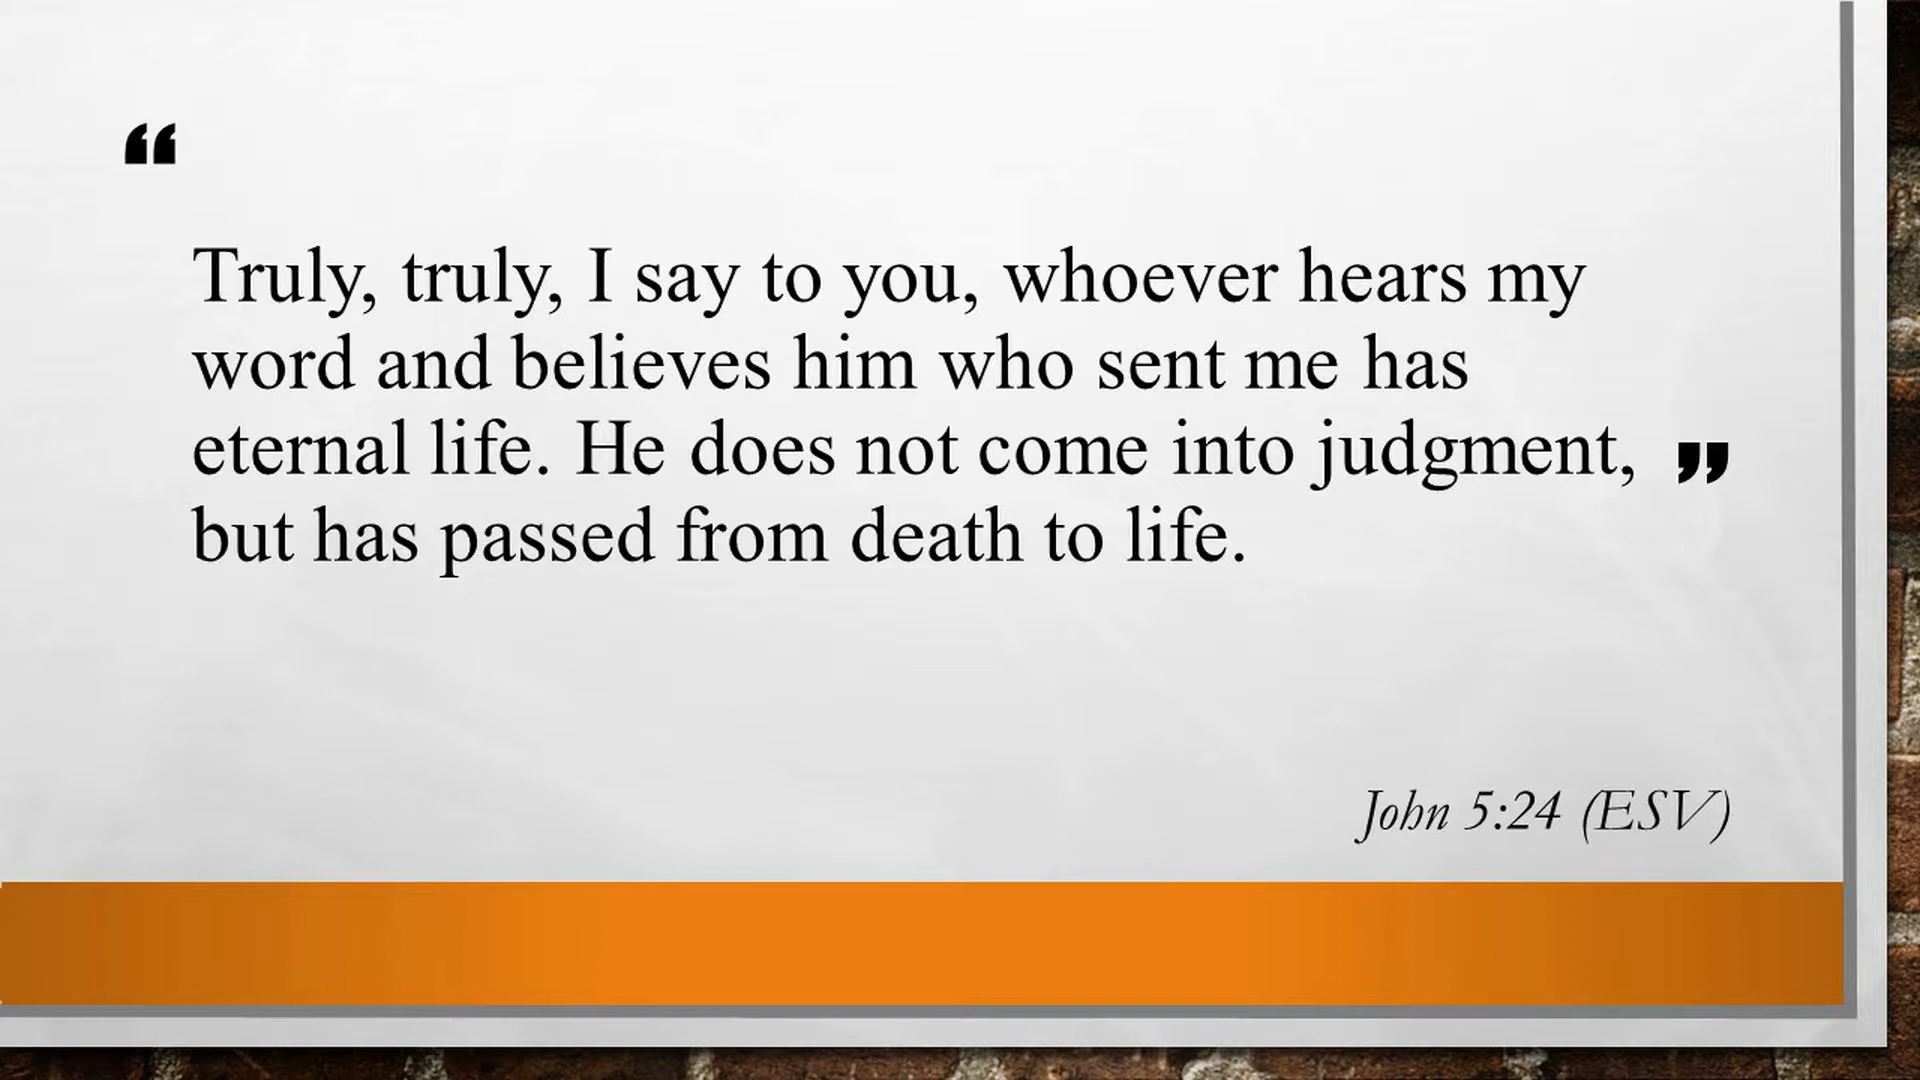 “
Truly, truly, I say to you, whoever hears my
word and believes him who sent me has
eternal life. He does not come into judgment, ”
but has passed from death to life.
John 5:24 (ESV)